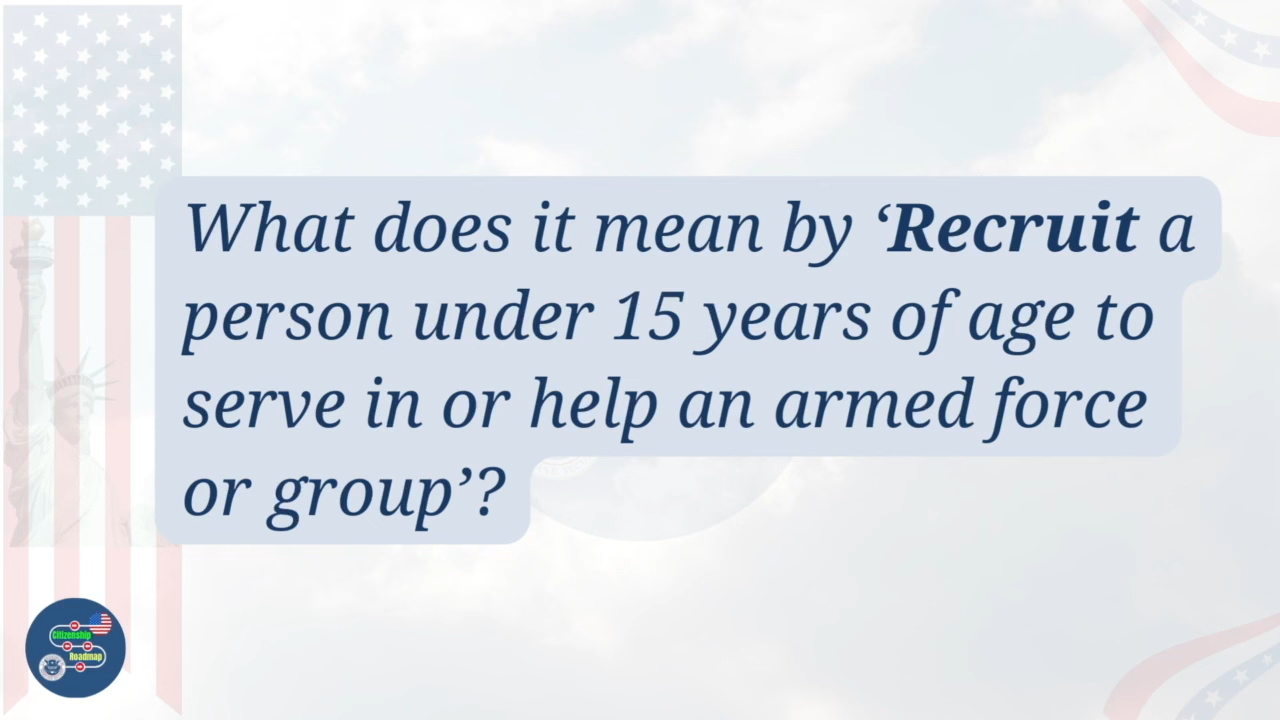 What does it mean by ‘Recruit a
person under 15 years of age to
serve in or help an armed force
or group’?
Citizenship
Roadmap